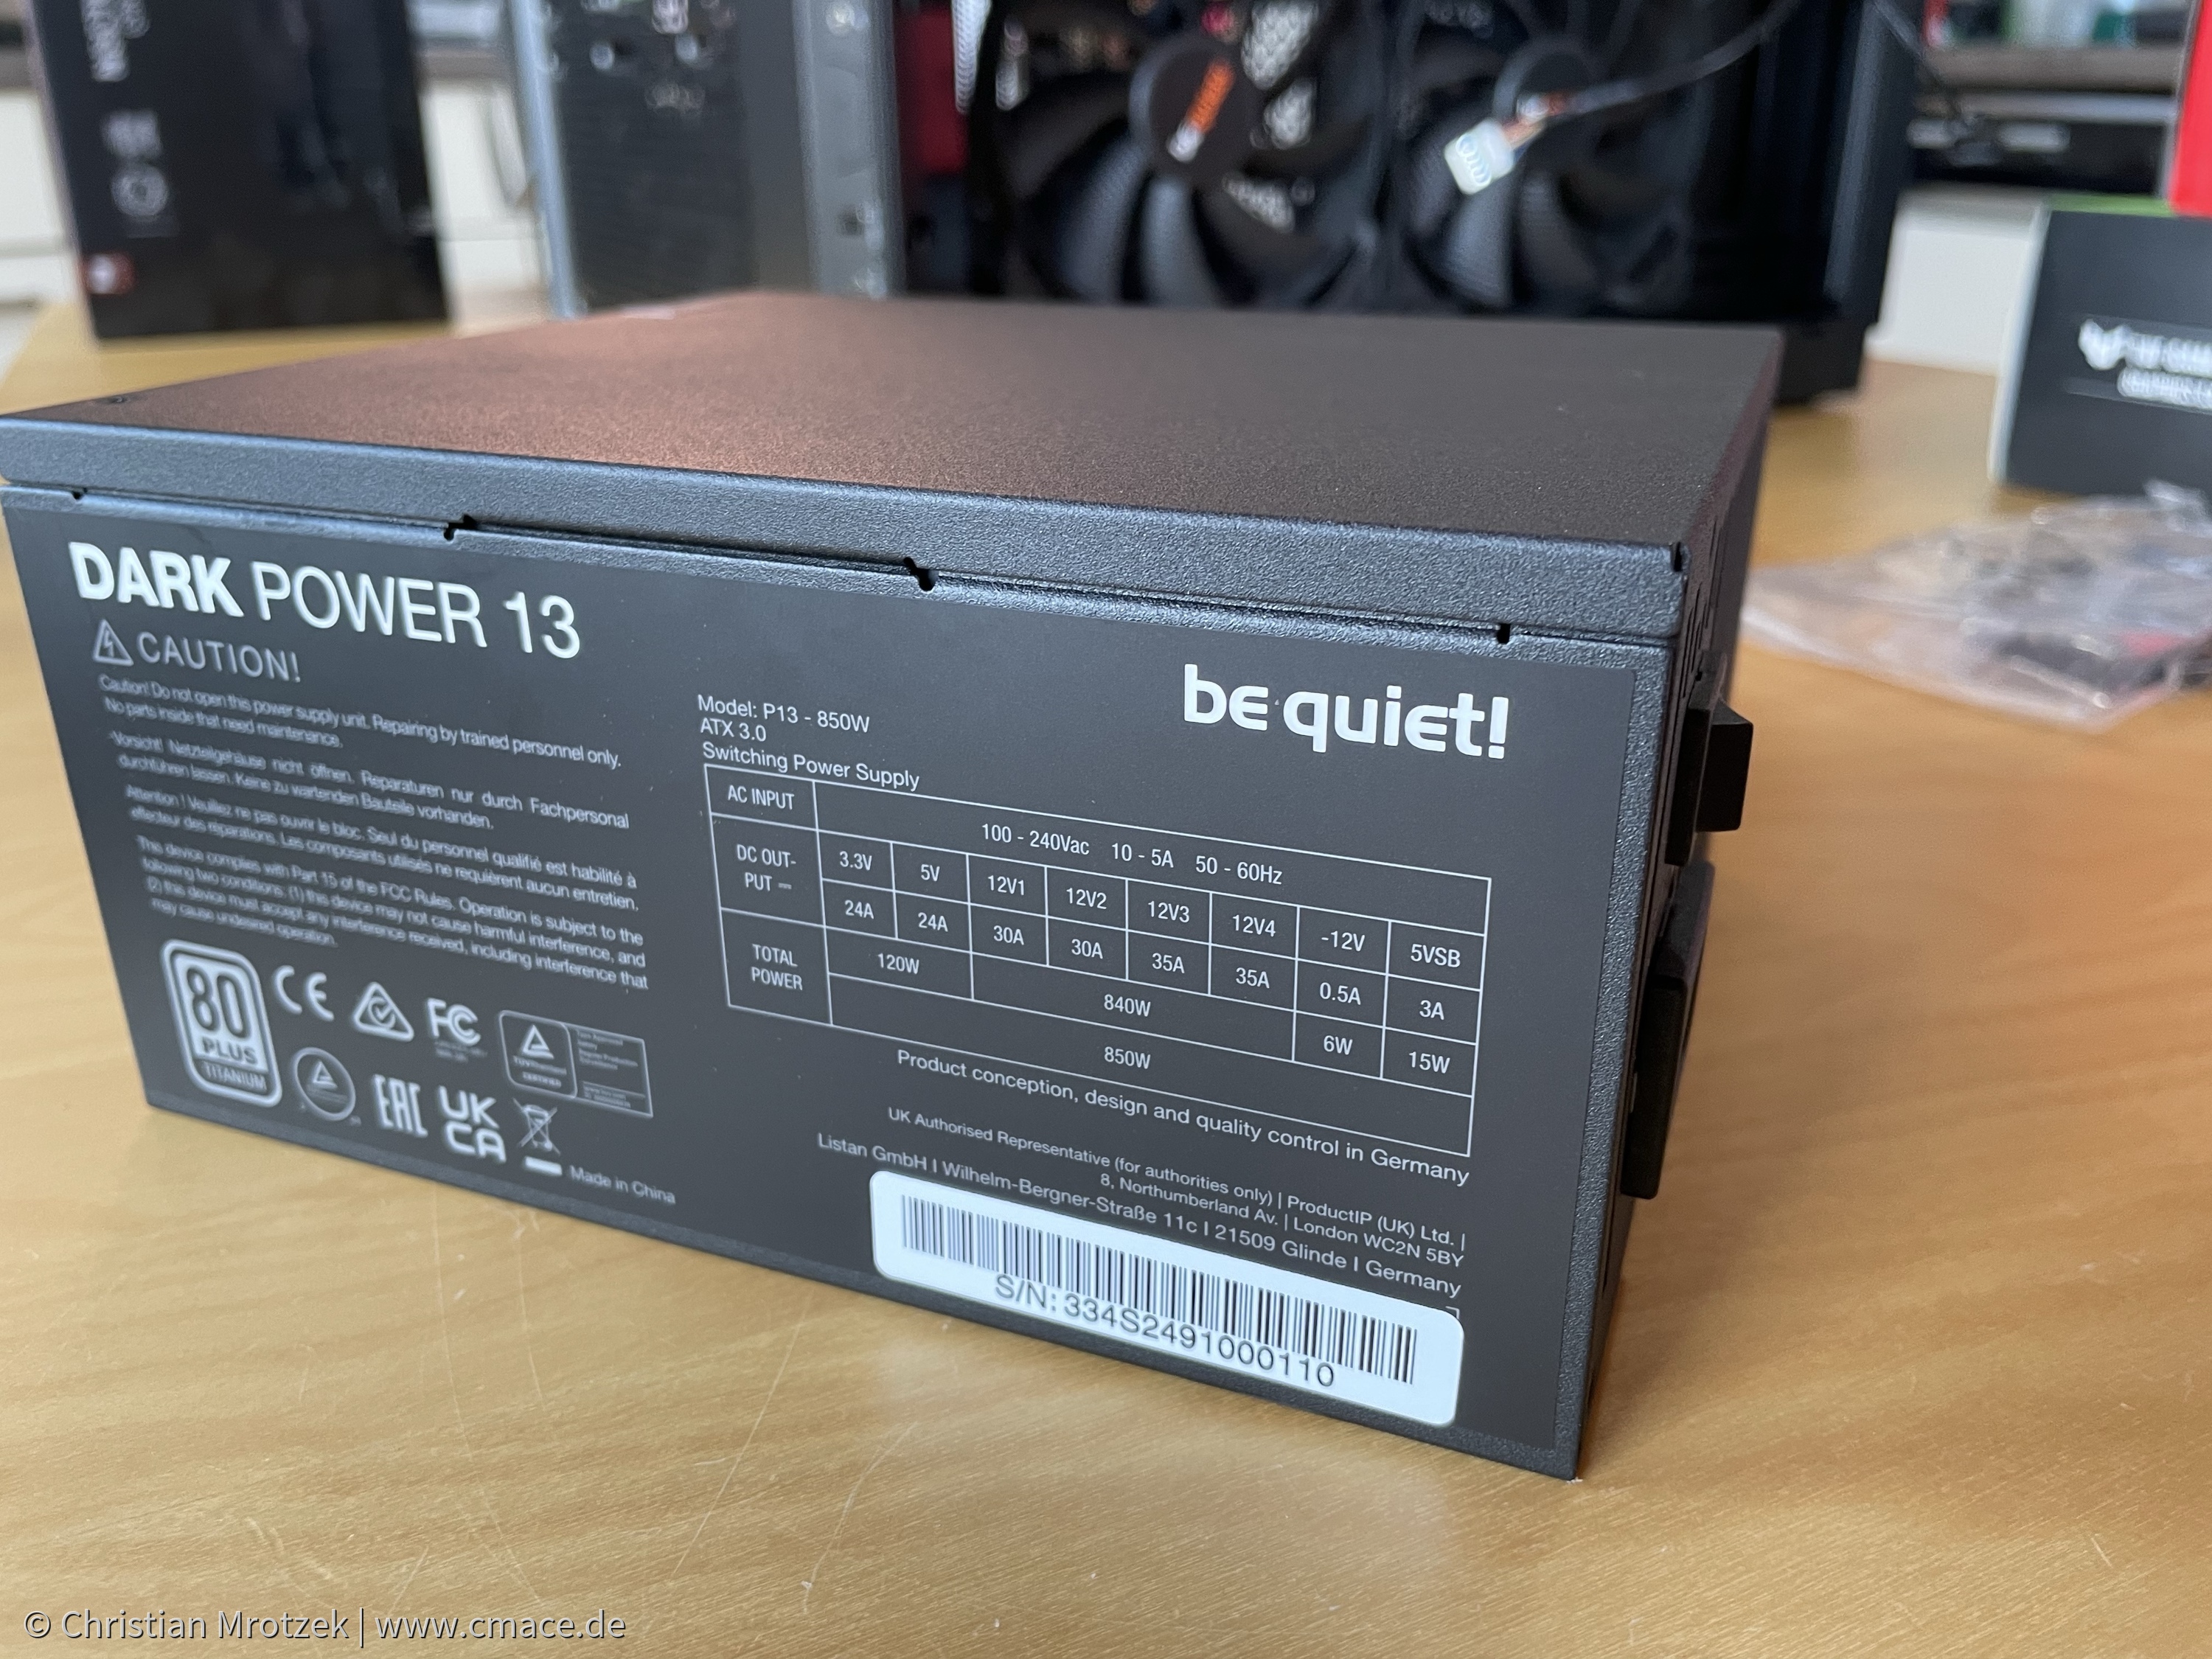 DARK POWER 13
CAUTION!
Caution! Do not open this power supply unit. Repairing by trained personnel only.
No parts inside that need maintenance.
Vorsicht! Netzteilgehäuse nicht öffnen. Reparaturen nur durch Fachpersonal
durchführen lassen. Keine zu wartenden Bauteile vorhanden.
Attention ! Veuillez ne pas ouvrir le bloc. Seul du personnel qualifié est habilité à
effectuer des réparations. Les composants utilisés ne requièrent aucun entretien.
The device complies with Part 15 of the FCC Rules. Operation is subject to the
following two conditions: (1) this device may not cause harmful interference, and
(2) this device must accept any interference received, including interference that
may cause undesired operation.
80
PLUS
TITANIUM
CE
FC
TÜVRheinland
CERTIFIED
EAC
UK
CA
Made in China
be quiet!
Model: P13 - 850W
ATX 3.0
Switching Power Supply
AC INPUT 100 - 240Vac 10 - 5A 50 - 60Hz
DC OUT-
PUT
3.3V 5V 12V1 12V2 12V3 12V4 -12V 5VSB
24A 24A 30A 30A 35A 35A 0.5A 3A
TOTAL
POWER
120W 840W 6W 15W
850W
Product conception, design and quality control in Germany
UK Authorised Representative (for authorities only) | ProductIP (UK) Ltd. |
8, Northumberland Av. | London WC2N 5BY
Listan GmbH I Wilhelm-Bergner-Straße 11c I 21509 Glinde I Germany
S/N: 334S2491000110
© Christian Mrotzek | www.cmace.de